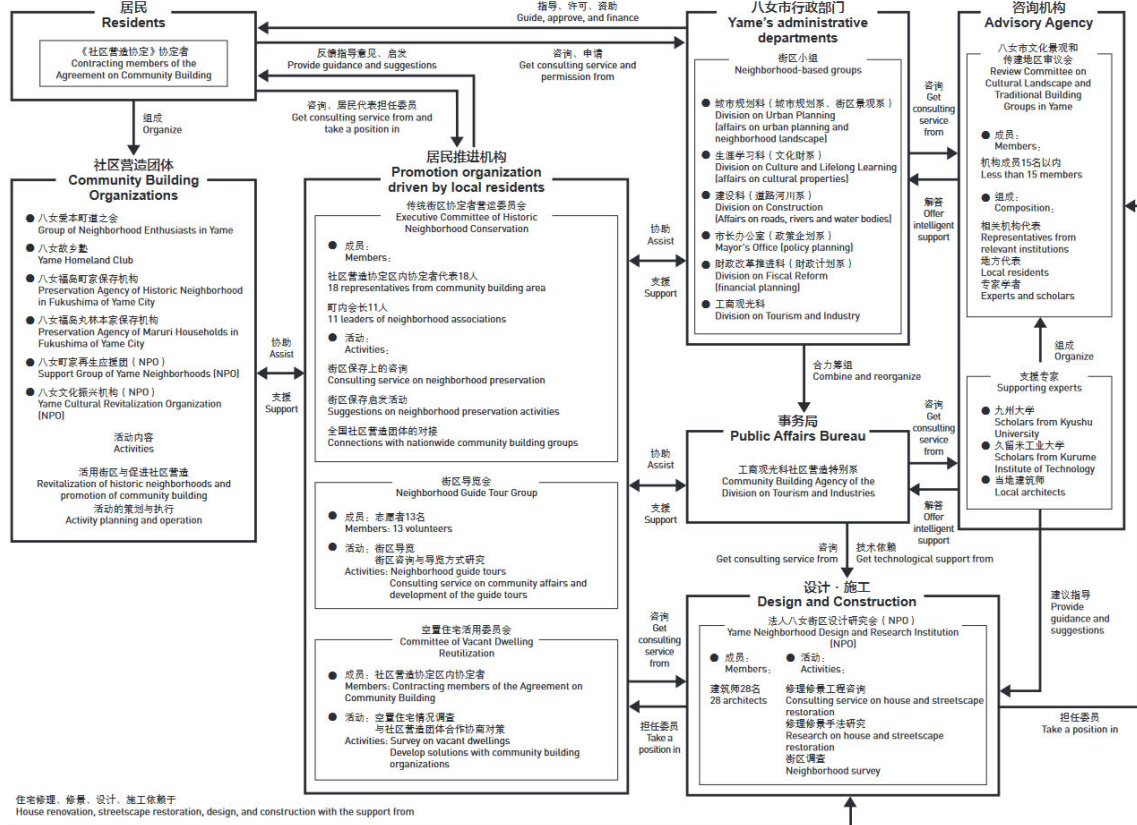 居民
Residents
《社区营造协定》协定者
Contracting members of the
Agreement on Community Building
指导、许可、资助
Guide, approve, and finance
反馈指导意见、启发
Provide guidance and suggestions
咨询、申请
Get consulting service and
permission from
咨询、居民代表担任委员
Get consulting service from and
take a position in
组成
Organize
社区营造团体
Community Building
Organizations
八女爱本町道之会
Group of Neighborhood Enthusiasts in Yame
八女故乡塾
Yame Homeland Club
八女福岛町家保存机构
Preservation Agency of Historic Neighborhood
in Fukushima of Yame City
八女福岛丸林本家保存机构
Preservation Agency of Maruri Households in
Fukushima of Yame City
八女町家再生应援团（NPO）
Support Group of Yame Neighborhoods (NPO)
八女文化振兴机构（NPO）
Yame Cultural Revitalization Organization
(NPO)
活动内容
Activities
活用街区与促进社区营造
Revitalization of historic neighborhoods and
promotion of community building
活动的策划与执行
Activity planning and operation
协助
Assist
支援
Support
居民推进机构
Promotion organization
driven by local residents
传统街区协定者营运委员会
Executive Committee of Historic
Neighborhood Conservation
成员：
Members:
社区营造协定区内协定者代表18人
18 representatives from community building area
町内会长11人
11 leaders of neighborhood associations
活动：
Activities:
街区保存上的咨询
Consulting service on neighborhood preservation
街区保存启发活动
Suggestions on neighborhood preservation activities
全国社区营造团体的对接
Connections with nationwide community building groups
街区导览会
Neighborhood Guide Tour Group
成员：志愿者13名
Members: 13 volunteers
活动：街区导览
街区咨询与导览方式研究
Activities: Neighborhood guide tours
Consulting service on community affairs and
development of the guide tours
空置住宅活用委员会
Committee of Vacant Dwelling
Reutilization
成员：社区营造协定区内协定者
Members: Contracting members of the Agreement on
Community Building
活动：空置住宅情况调查
与社区营造团体合作协商对策
Activities: Survey on vacant dwellings
Develop solutions with community building
organizations
协助
Assist
支援
Support
协助
Assist
支援
Support
咨询
Get
consulting
service
from
担任委员
Take a
position in
八女市行政部门
Yame's administrative
departments
街区小组
Neighborhood-based groups
城市规划科（城市规划系、街区景观系）
Division on Urban Planning
(affairs on urban planning and
neighborhood landscape)
生涯学习科（文化财系）
Division on Culture and Lifelong Learning
(affairs on cultural properties)
建设科（道路河川系）
Division on Construction
(Affairs on roads, rivers and water bodies)
市长办公室（政策企划系）
Mayor's Office (policy planning)
财政改革推进科（财政计划系）
Division on Fiscal Reform
(financial planning)
工商观光科
Division on Tourism and Industry
合力筹组
Combine and reorganize
事务局
Public Affairs Bureau
工商观光科社区营造特别系
Community Building Agency of the
Division on Tourism and Industries
咨询
Get consulting service from
技术依赖
Get technological support from
设计·施工
Design and Construction
法人八女街区设计研究会（NPO）
Yame Neighborhood Design and Research Institution
(NPO)
成员：
Members:
建筑师28名
28 architects
活动：
Activities:
修理修景工程咨询
Consulting service on house and streetscape
restoration
修理修景手法研究
Research on house and streetscape
restoration
街区调查
Neighborhood survey
咨询
Get
consulting
service
from
解答
Offer
intelligent
support
咨询
Get
consulting
service
from
解答
Offer
intelligent
support
咨询机构
Advisory Agency
八女市文化景观和
传建地区审议会
Review Committee on
Cultural Landscape and
Traditional Building
Groups in Yame
成员：
Members:
机构成员15名以内
Less than 15 members
组成：
Composition:
相关机构代表
Representatives from
relevant institutions
地方代表
Local residents
专家学者
Experts and scholars
组成
Organize
支援专家
Supporting experts
九州大学
Scholars from Kyushu
University
久留米工业大学
Scholars from Kurume
Institute of Technology
当地建筑师
Local architects
建议指导
Provide
guidance and
suggestions
担任委员
Take a position in
住宅修理、修景、设计、施工依赖于
House renovation, streetscape restoration, design, and construction with the support from